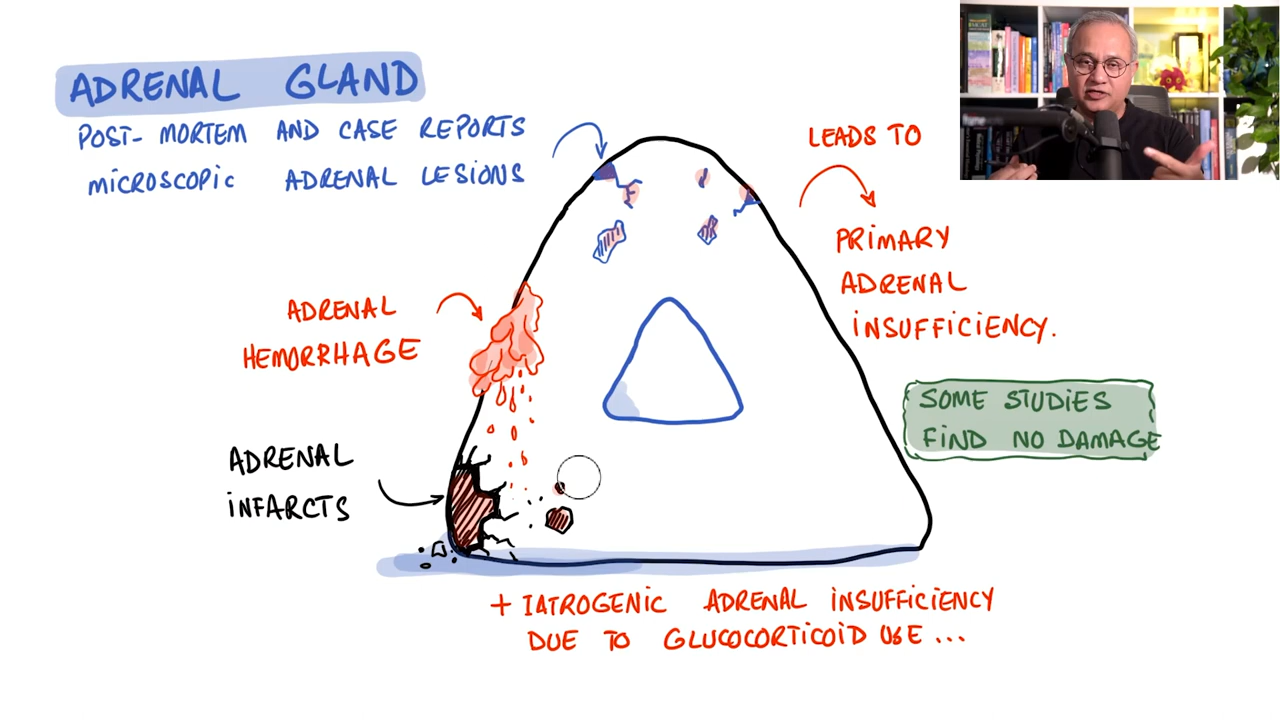 ADRENAL GLAND
POST-MORTEM AND CASE REPORTS
MICROSCOPIC ADRENAL LESIONS
LEADS TO
PRIMARY
ADRENAL
INSUFFICIENCY.
ADRENAL
HEMORRHAGE
SOME STUDIES
FIND NO DAMAGE
ADRENAL
INFARCTS
+ IATROGENIC ADRENAL INSUFFICIENCY
DUE TO GLUCOCORTICOID USE...